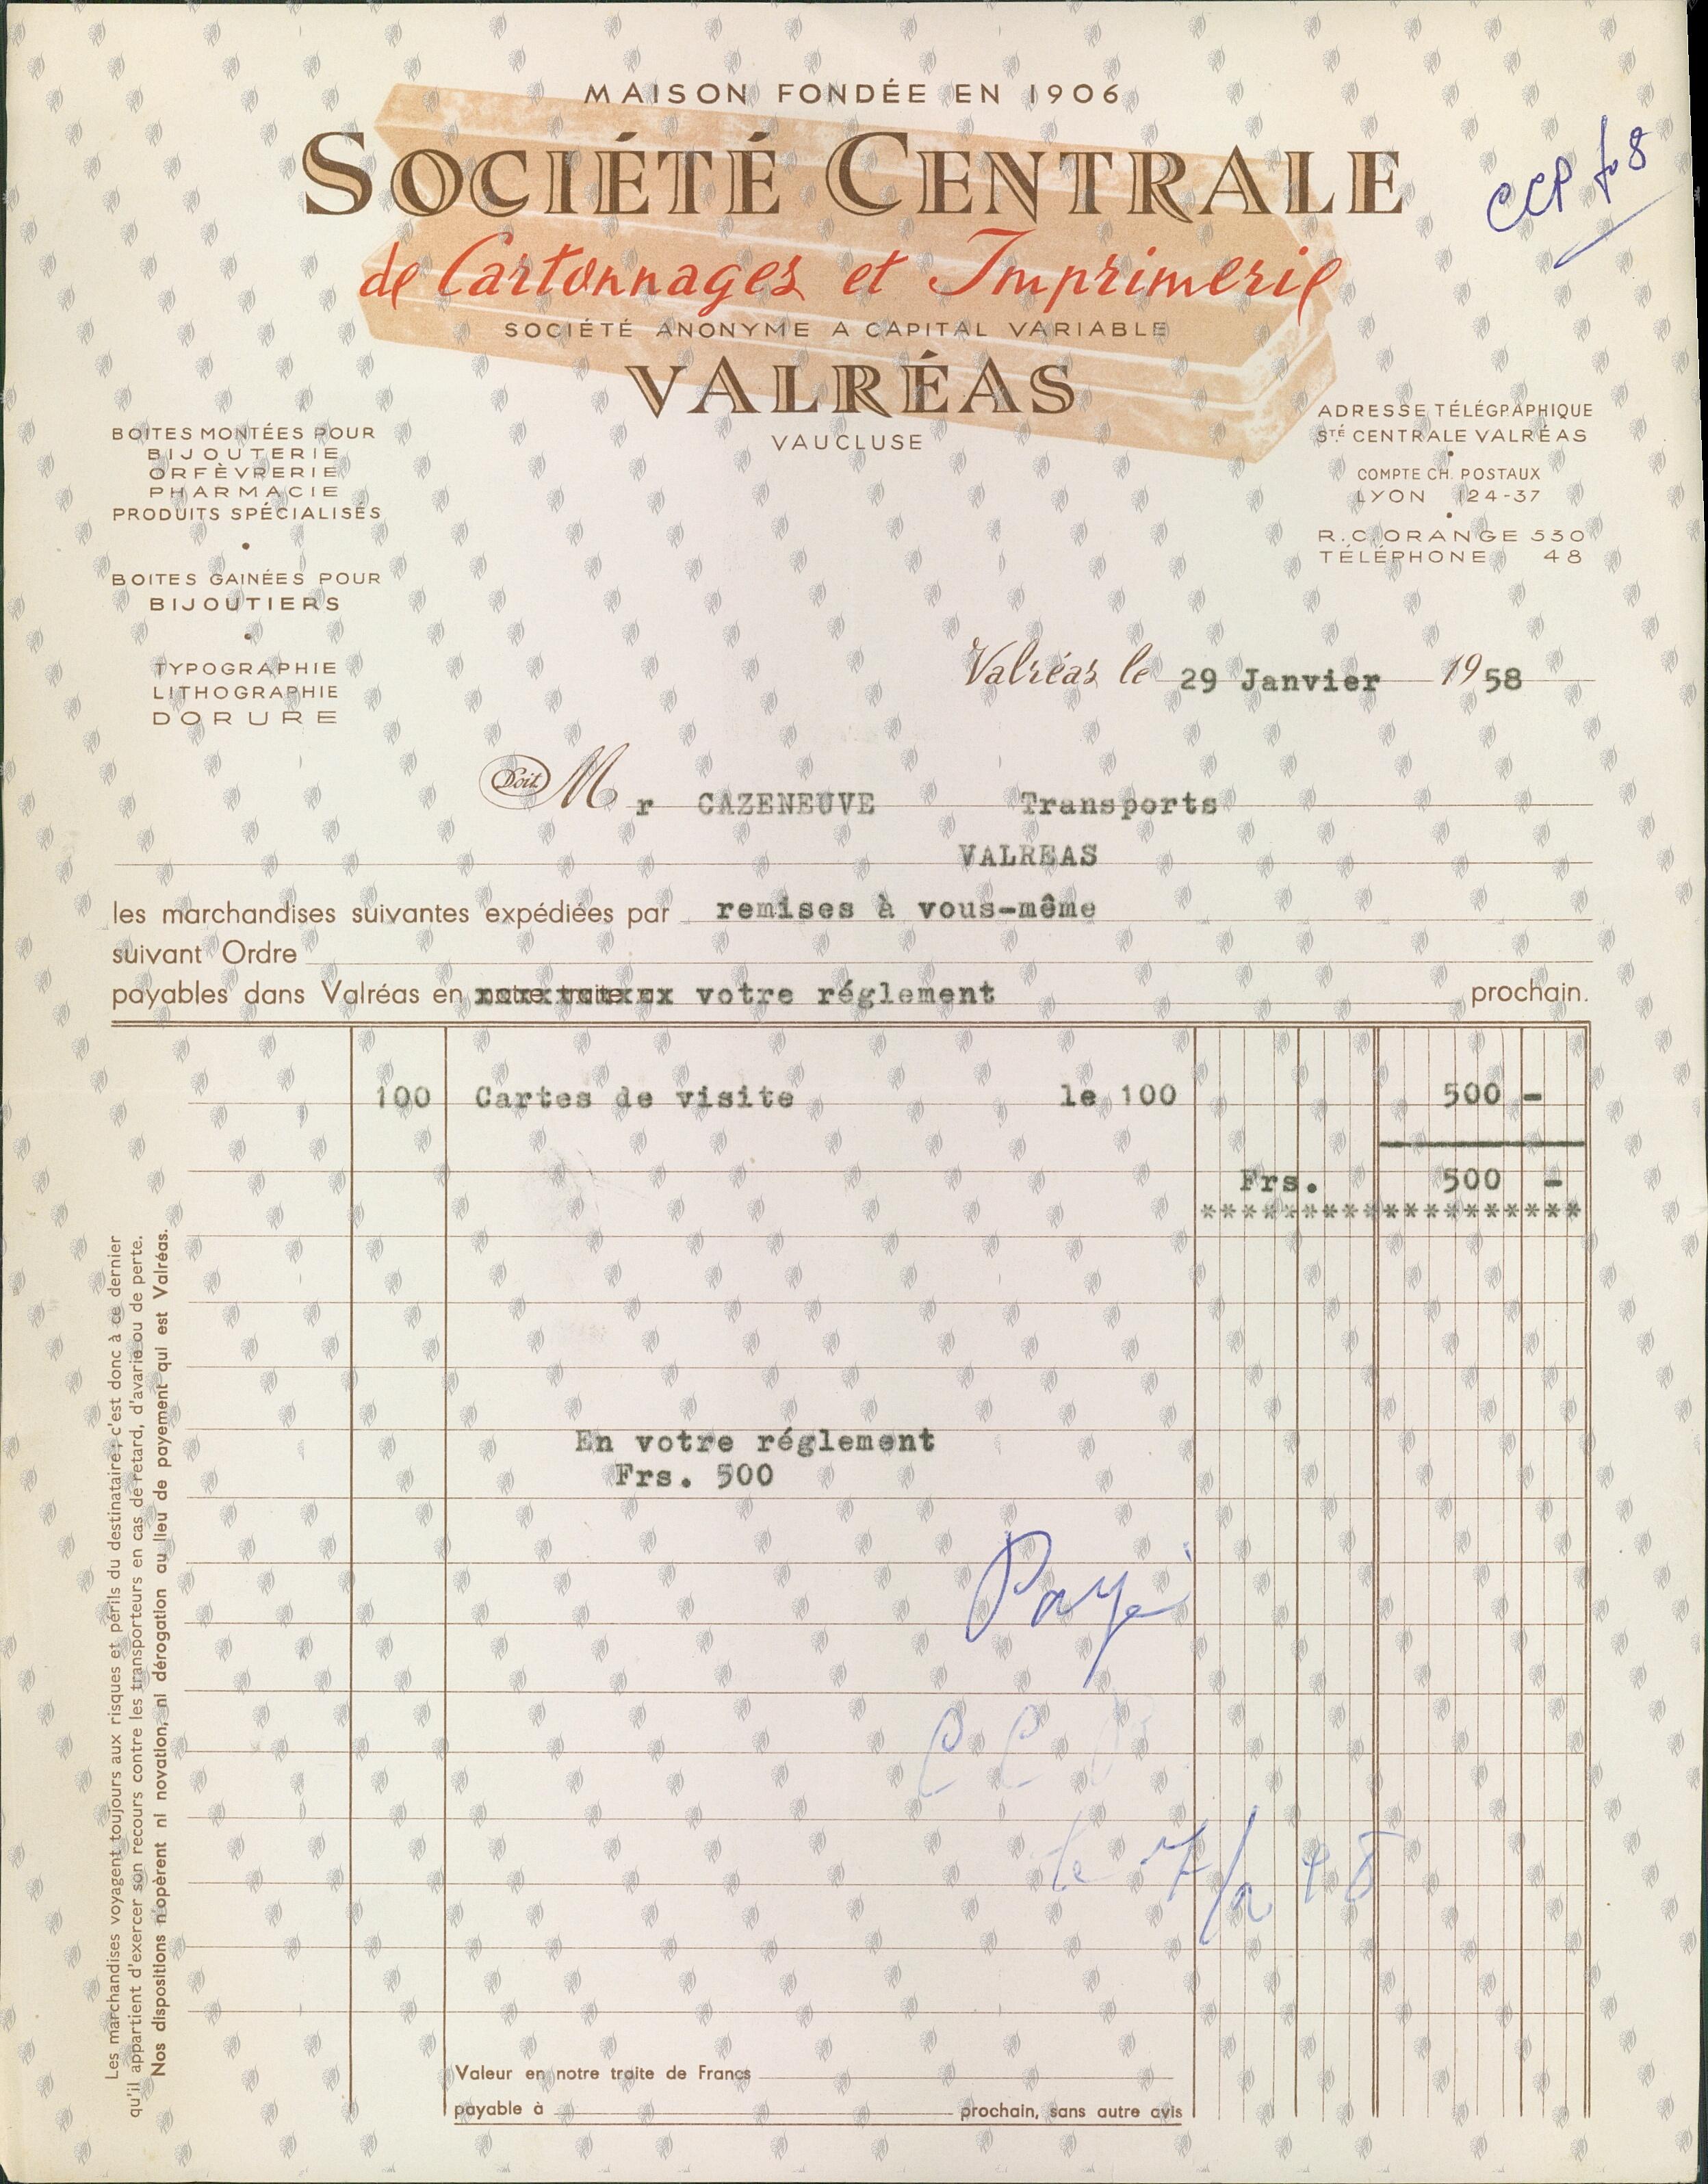 MAISON FONDÉE EN 1906
SOCIÉTÉ CENTRALE
de Cartonnages et Imprimerie
SOCIÉTÉ ANONYME A CAPITAL VARIABLE
VALRÉAS
VAUCLUSE
CCP
BOITES MONTÉES POUR
BIJOUTERIE
ORFÈVRERIE
PHARMACIE
PRODUITS SPÉCIALISÉS
BOITES GAINÉES POUR
BIJOUTIERS
TYPOGRAPHIE
LITHOGRAPHIE
DORURE
ADRESSE TÉLÉGRAPHIQUE
STÉ CENTRALE VALRÉAS
COMPTE CH. POSTAUX
LYON 124-37
R.C. ORANGE 530
TÉLÉPHONE 48
Valréas le 29 Janvier 1958
Doit Mr CAZENEUVE Transports
VALREAS
les marchandises suivantes expédiées par remises à vous-même
suivant Ordre
payables dans Valréas en votre réglement prochain.
100 Cartes de visite le 100 500 -
Frs. 500 -
*******************
En votre réglement
Frs. 500
Payé
le 7/2
Valeur en notre traite de Francs
payable à prochain, sans autre avis
Les marchandises voyagent toujours aux risques et périls du destinataire; c'est donc à ce dernier
qu'il appartient d'exercer son recours contre les transporteurs en cas de retard, d'avarie ou de perte.
Nos dispositions n'opèrent ni novation, ni dérogation au lieu de payement qui est Valréas.